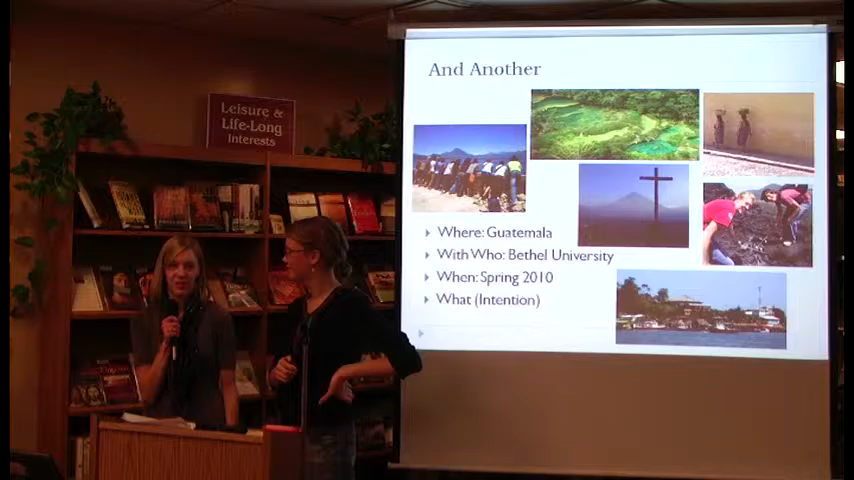 Leisure &
Life-Long
Interests
And Another
Where: Guatemala
With Who: Bethel University
When: Spring 2010
What (Intention)